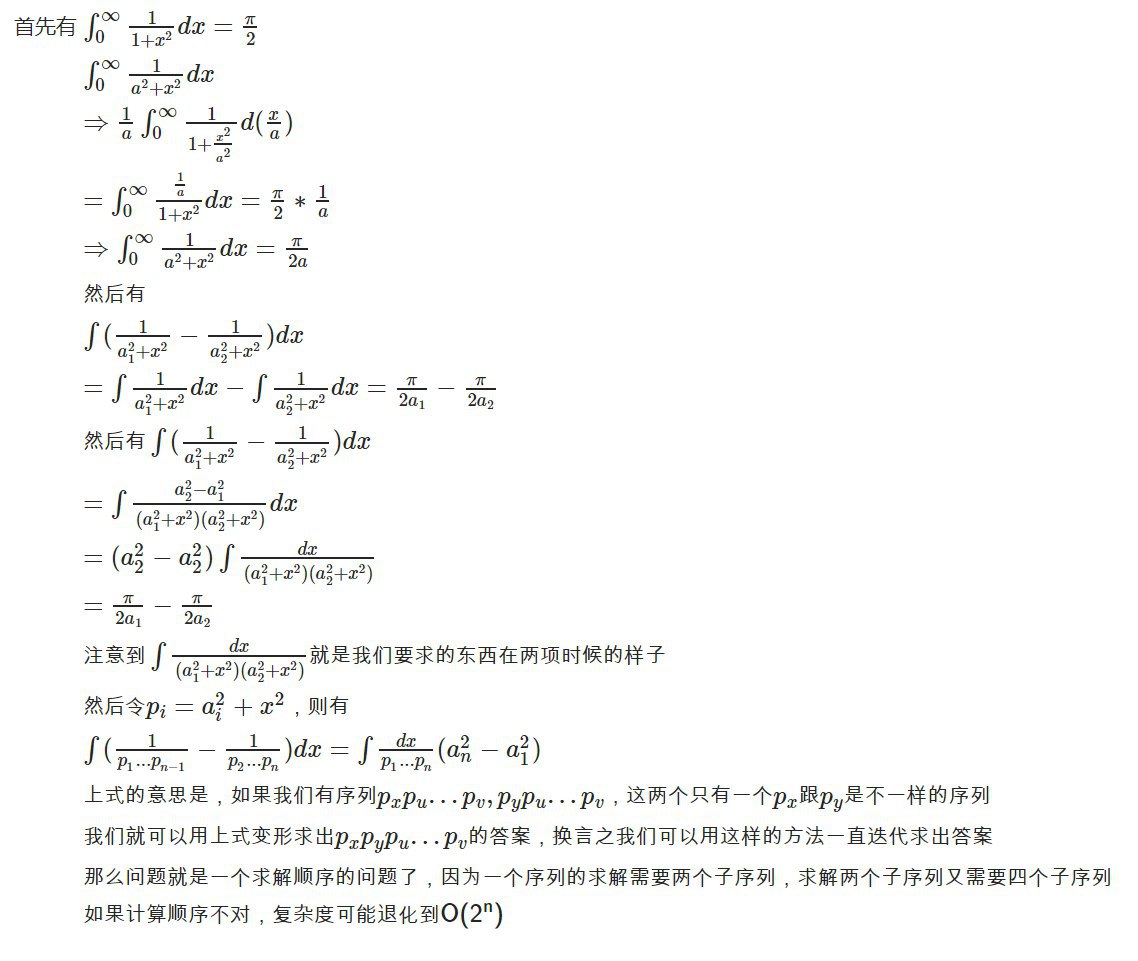 首先有 $\int_0^\infty \frac{1}{1+x^2}dx = \frac{\pi}{2}$
$\int_0^\infty \frac{1}{a^2+x^2}dx$
$\Rightarrow \frac{1}{a}\int_0^\infty \frac{1}{1+\frac{x^2}{a^2}}d(\frac{x}{a})$
$= \int_0^\infty \frac{\frac{1}{a}}{1+x^2}dx = \frac{\pi}{2} * \frac{1}{a}$
$\Rightarrow \int_0^\infty \frac{1}{a^2+x^2}dx = \frac{\pi}{2a}$
然后有
$\int(\frac{1}{a_1^2+x^2} - \frac{1}{a_2^2+x^2})dx$
$= \int \frac{1}{a_1^2+x^2}dx - \int \frac{1}{a_2^2+x^2}dx = \frac{\pi}{2a_1} - \frac{\pi}{2a_2}$
然后有 $\int(\frac{1}{a_1^2+x^2} - \frac{1}{a_2^2+x^2})dx$
$= \int \frac{a_2^2-a_1^2}{(a_1^2+x^2)(a_2^2+x^2)}dx$
$= (a_2^2 - a_2^2)\int \frac{dx}{(a_1^2+x^2)(a_2^2+x^2)}$
$= \frac{\pi}{2a_1} - \frac{\pi}{2a_2}$
注意到 $\int \frac{dx}{(a_1^2+x^2)(a_2^2+x^2)}$ 就是我们要求的东西在两项时候的样子
然后令 $p_i = a_i^2 + x^2$，则有
$\int(\frac{1}{p_1 \ldots p_{n-1}} - \frac{1}{p_2 \ldots p_n})dx = \int \frac{dx}{p_1 \ldots p_n}(a_n^2 - a_1^2)$
上式的意思是，如果我们有序列 $p_x p_u \ldots p_v, p_y p_u \ldots p_v$，这两个只有一个 $p_x$ 跟 $p_y$ 是不一样的序列
我们就可以用上式变形求出 $p_x p_y p_u \ldots p_v$ 的答案，换言之我们可以用这样的方法一直迭代求出答案
那么问题就是一个求解顺序的问题了，因为一个序列的求解需要两个子序列，求解两个子序列又需要四个子序列
如果计算顺序不对，复杂度可能退化到O(2ⁿ)